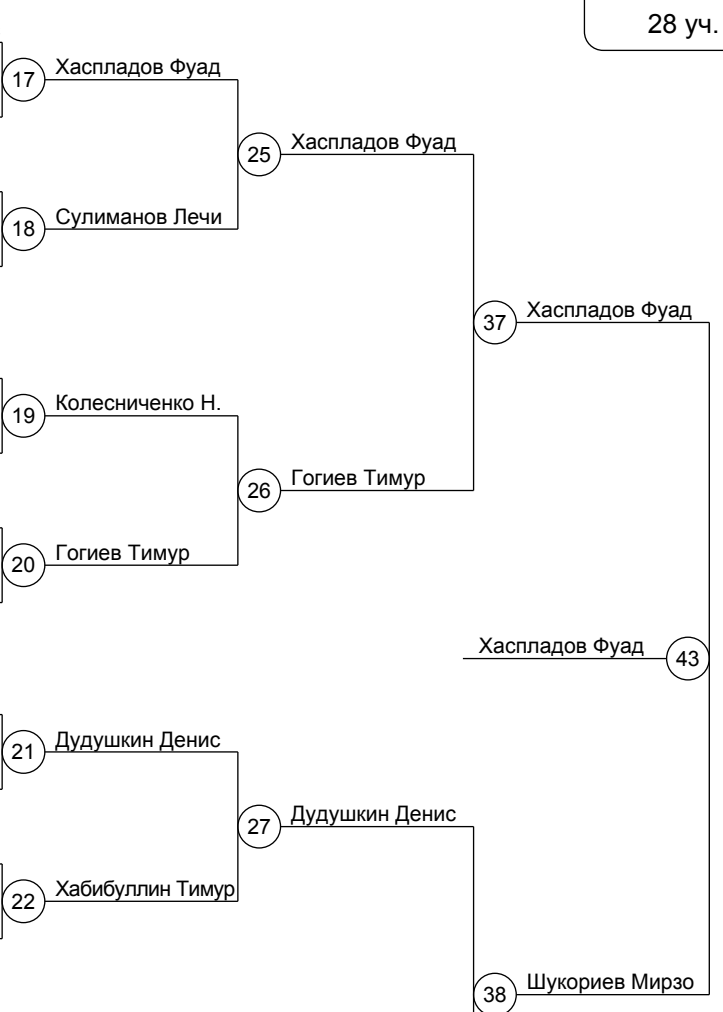 28 уч.
17 Хаспладов Фуад
25 Хаспладов Фуад
18 Сулиманов Лечи
37 Хаспладов Фуад
19 Колесниченко Н.
26 Гогиев Тимур
20 Гогиев Тимур
Хаспладов Фуад 43
21 Дудушкин Денис
27 Дудушкин Денис
22 Хабибуллин Тимур
38 Шукориев Мирзо